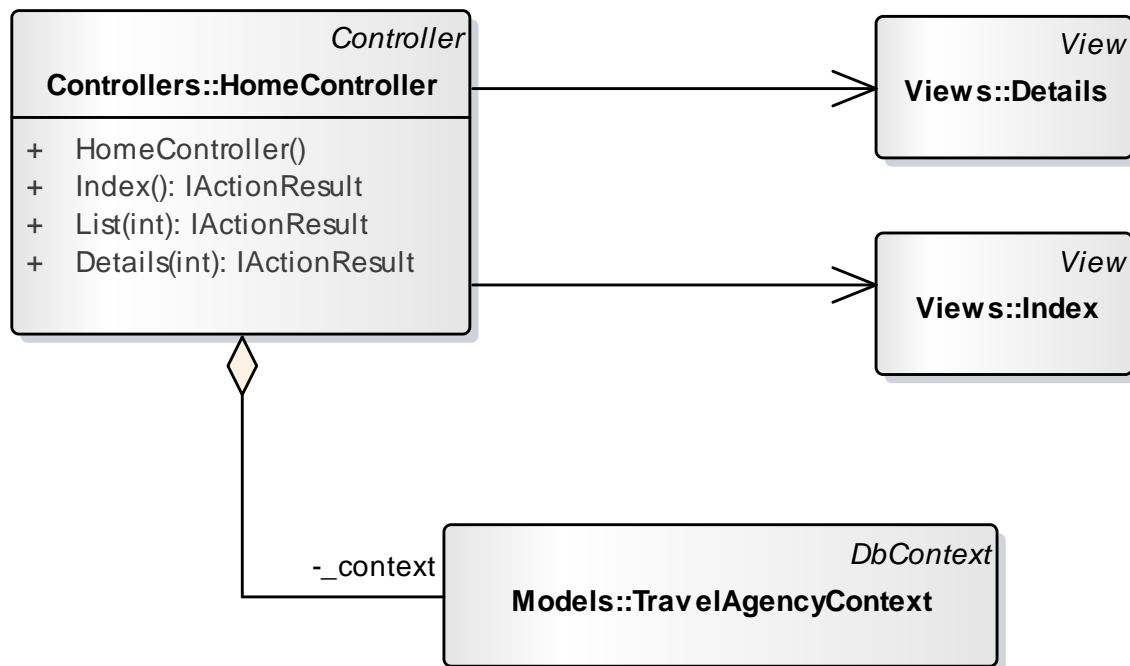 Controller
Controllers::HomeController
+ HomeController()
+ Index(): IActionResult
+ List(int): IActionResult
+ Details(int): IActionResult
View
Views::Details
View
Views::Index
-_context
DbContext
Models::TravelAgencyContext